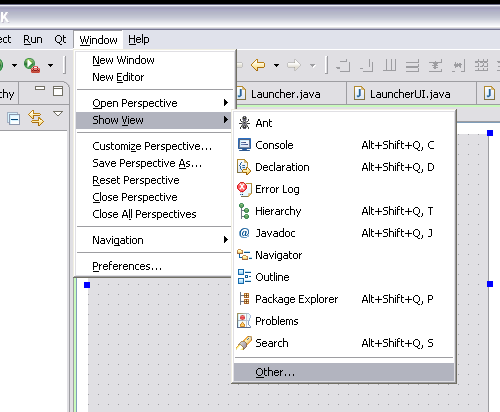 K
ect Run Qt Window Help
New Window
New Editor
Open Perspective
Show View
Customize Perspective...
Save Perspective As...
Reset Perspective
Close Perspective
Close All Perspectives
Navigation
Preferences...
hy
Launcher.java
LauncherUI.java
Ant
Console Alt+Shift+Q, C
Declaration Alt+Shift+Q, D
Error Log
Hierarchy Alt+Shift+Q, T
Javadoc Alt+Shift+Q, J
Navigator
Outline
Package Explorer Alt+Shift+Q, P
Problems
Search Alt+Shift+Q, S
Other...